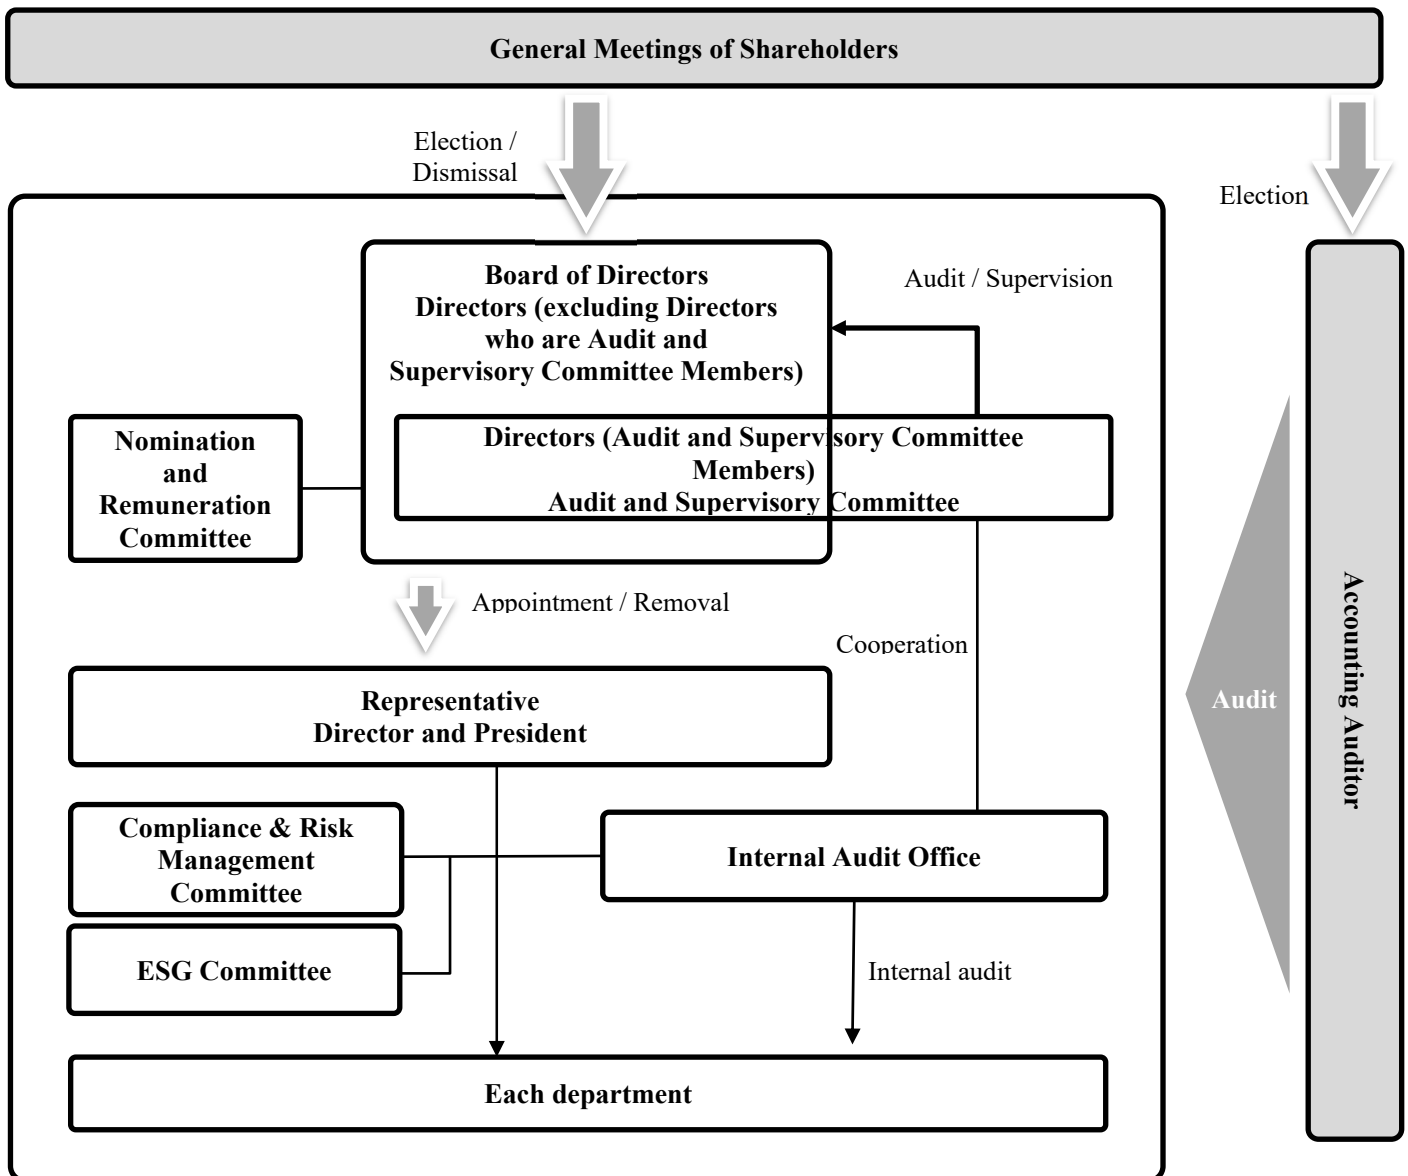 General Meetings of Shareholders
Election /
Dismissal
Election
Board of Directors
Directors (excluding Directors
who are Audit and
Supervisory Committee Members)
Audit / Supervision
Nomination
and
Remuneration
Committee
Directors (Audit and Supervisory Committee
Members)
Audit and Supervisory Committee
Appointment / Removal
Cooperation
Representative
Director and President
Audit
Accounting Auditor
Compliance & Risk
Management
Committee
Internal Audit Office
ESG Committee
Internal audit
Each department